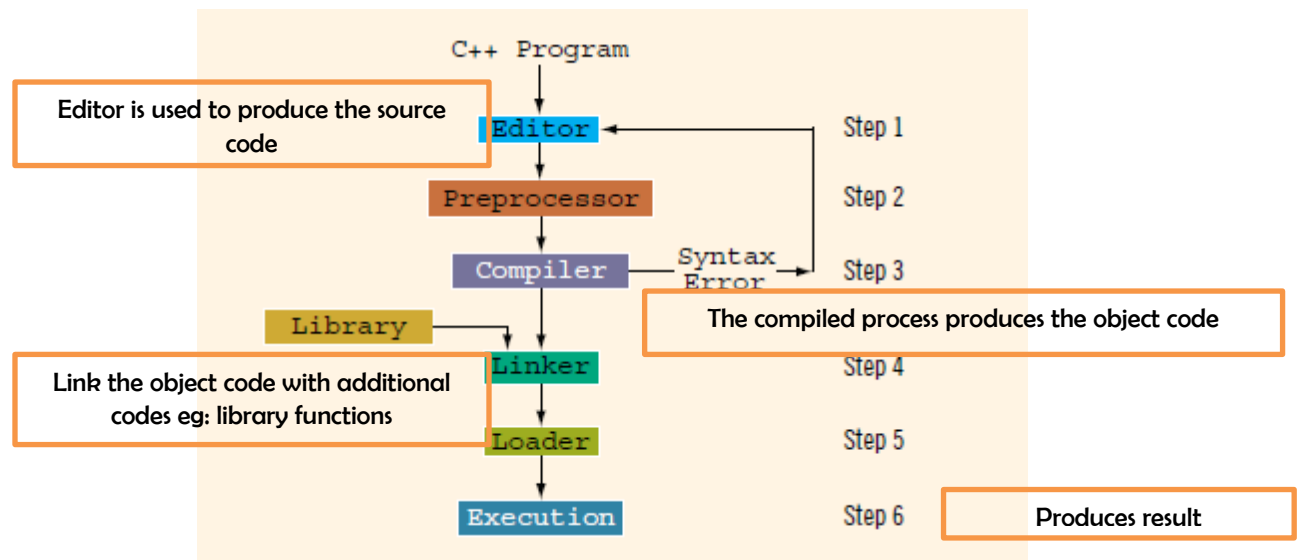 C++ Program
Editor is used to produce the source
code
Editor
Step 1
Preprocessor
Step 2
Compiler
Syntax
Error
Step 3
The compiled process produces the object code
Library
Linker
Step 4
Link the object code with additional
codes eg: library functions
Loader
Step 5
Execution
Step 6
Produces result